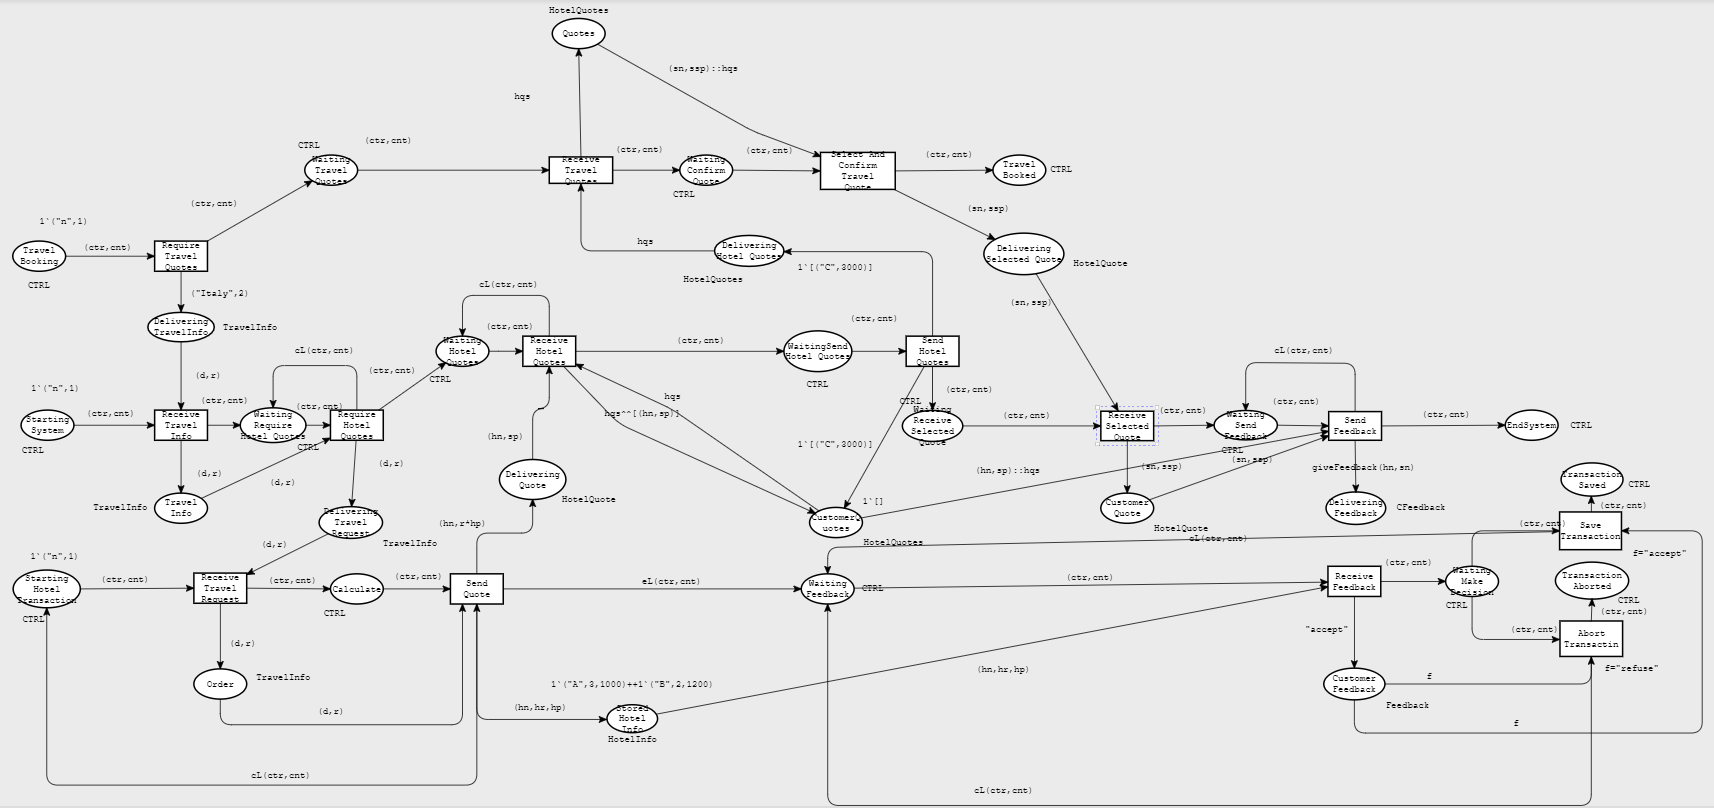 HotelQuotes
Quotes
(sn,ssp)::hqs
hqs
CTRL
(ctr,cnt)
Waiting
Travel
Quotes
Receive
Travel
Quotes
(ctr,cnt)
Waiting
Confirm
Quote
CTRL
(ctr,cnt)
Select And
Confirm
Travel
Quote
(ctr,cnt)
Travel
Booked
CTRL
(ctr,cnt)
(sn,ssp)
1`("n",1)
Travel
Booking
CTRL
(ctr,cnt)
Require
Travel
Quotes
hqs
Delivering
Hotel Quotes
HotelQuotes
1`[("C",3000)]
Delivering
Selected Quote
HotelQuote
("Italy",2)
Delivering
TravelInfo
TravelInfo
cL(ctr,cnt)
(ctr,cnt)
Waiting
Hotel
Quotes
CTRL
Receive
Hotel
Quotes
(ctr,cnt)
WaitingSend
Hotel Quotes
CTRL
(ctr,cnt)
Send
Hotel
Quotes
(sn,ssp)
cL(ctr,cnt)
(ctr,cnt)
(d,r)
cL(ctr,cnt)
1`("n",1)
Starting
System
CTRL
(ctr,cnt)
Receive
Travel
Info
(ctr,cnt)
Waiting
Require
Hotel Quotes
CTRL
(ctr,cnt)
Require
Hotel
Quotes
hqs
hqs^^[(hn,sp)]
(ctr,cnt)
CTRL
Waiting
Receive
Selected
Quote
(ctr,cnt)
Receive
Selected
Quote
(ctr,cnt)
Waiting
Send
Feedback
CTRL
(ctr,cnt)
Send
Feedback
(ctr,cnt)
EndSystem
CTRL
(hn,sp)
1`[("C",3000)]
(d,r)
(d,r)
(d,r)
TravelInfo
Travel
Info
Delivering
Quote
HotelQuote
(hn,sp)::hqs
(sn,ssp)
(sn,ssp)
giveFeedback(hn,sn)
Transaction
Saved
CTRL
1`[]
CustomerQ
uotes
HotelQuotes
Customer
Quote
HotelQuote
Delivering
Feedback
CFeedback
(ctr,cnt)
Delivering
Travel
Request
TravelInfo
(hn,r*hp)
(d,r)
cL(ctr,cnt)
(ctr,cnt)
Save
Transaction
f="accept"
1`("n",1)
Starting
Hotel
Transaction
CTRL
(ctr,cnt)
Receive
Travel
Request
(ctr,cnt)
Calculate
CTRL
(ctr,cnt)
Send
Quote
eL(ctr,cnt)
Waiting
Feedback
CTRL
(ctr,cnt)
Receive
Feedback
(ctr,cnt)
Waiting
Make
Decision
CTRL
Transaction
Aborted
CTRL
(ctr,cnt)
(ctr,cnt)
Abort
Transactin
f="refuse"
"accept"
(d,r)
Order
TravelInfo
(d,r)
1`("A",3,1000)++1`("B",2,1200)
(hn,hr,hp)
Stored
Hotel
Info
HotelInfo
(hn,hr,hp)
Customer
Feedback
Feedback
f
f
cL(ctr,cnt)
cL(ctr,cnt)